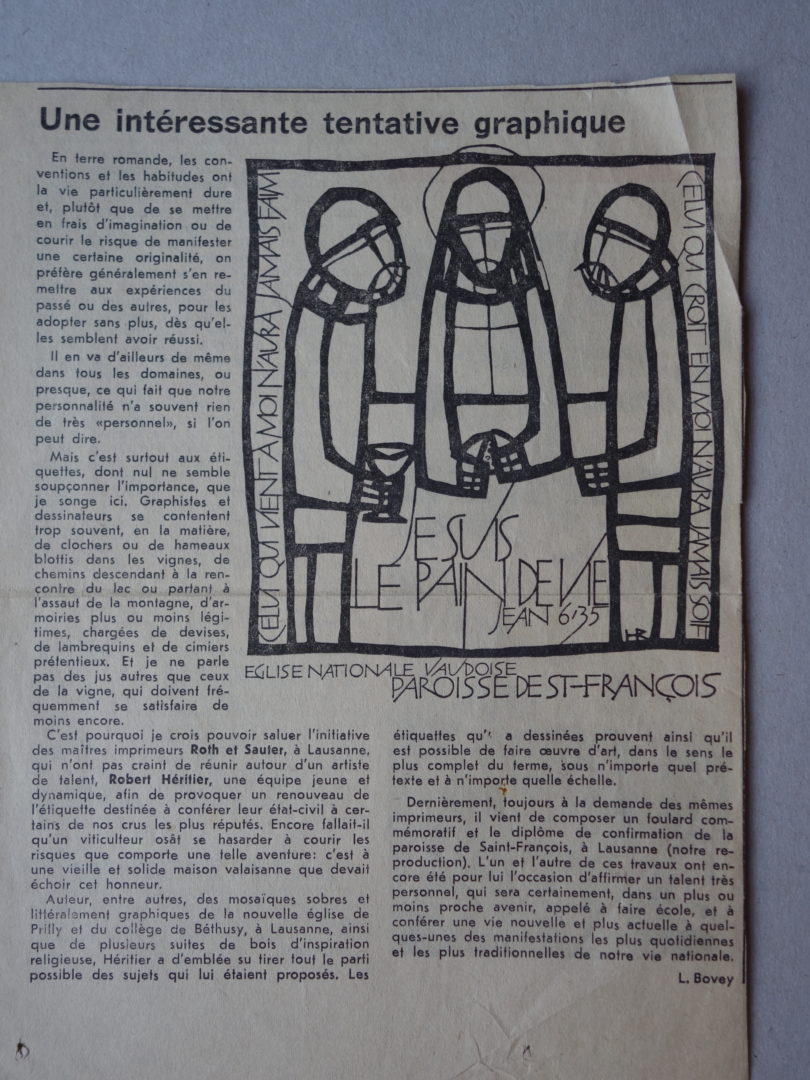 Une intéressante tentative graphique
En terre romande, les con-
ventions et les habitudes ont
la vie particulièrement dure
et, plutôt que de se mettre
en frais d'imagination ou de
courir le risque de manifester
une certaine originalité, on
préfère généralement s'en re-
mettre aux expériences du
passé ou des autres, pour les
adopter sans plus, dès qu'el-
les semblent avoir réussi.
Il en va d'ailleurs de même
dans tous les domaines, ou
presque, ce qui fait que notre
personnalité n'a souvent rien
de très «personnel», si l'on
peut dire.
Mais c'est surtout aux éti-
quettes, dont nul ne semble
soupçonner l'importance, que
je songe ici. Graphistes et
dessinateurs se contentent
trop souvent, en la matière,
de clochers ou de hameaux
blottis dans les vignes, de
chemins descendant à la ren-
contre du lac ou partant à
l'assaut de la montagne, d'ar-
moiries plus ou moins légi-
times, chargées de devises,
de lambrequins et de cimiers
prétentieux. Et je ne parle
pas des jus autres que ceux
de la vigne, qui doivent fré-
quemment se satisfaire de
moins encore.
CELUI QUI VIENT A MOI N'AURA JAMAIS FAIM
CELUI QUI CROIT EN MOI N'AURA JAMAIS SOIF
JE SUIS
LE PAIN DE VIE
JEAN 6/35
HR
EGLISE NATIONALE VAUDOISE
PAROISSE DE ST-FRANÇOIS
C'est pourquoi je crois pouvoir saluer l'initiative
des maîtres imprimeurs Roth et Sauter, à Lausanne,
qui n'ont pas craint de réunir autour d'un artiste
de talent, Robert Héritier, une équipe jeune et
dynamique, afin de provoquer un renouveau de
l'étiquette destinée à conférer leur état-civil à cer-
tains de nos crus les plus réputés. Encore fallait-il
qu'un viticulteur osât se hasarder à courir les
risques que comporte une telle aventure: c'est à
une vieille et solide maison valaisanne que devait
échoir cet honneur.
Auteur, entre autres, des mosaïques sobres et
littéralement graphiques de la nouvelle église de
Prilly et du collège de Béthusy, à Lausanne, ainsi
que de plusieurs suites de bois d'inspiration
religieuse, Héritier a d'emblée su tirer tout le parti
possible des sujets qui lui étaient proposés. Les
étiquettes qu'' a dessinées prouvent ainsi qu'il
est possible de faire œuvre d'art, dans le sens le
plus complet du terme, sous n'importe quel pré-
texte et à n'importe quelle échelle.
Dernièrement, toujours à la demande des mêmes
imprimeurs, il vient de composer un foulard com-
mémoratif et le diplôme de confirmation de la
paroisse de Saint-François, à Lausanne (notre re-
production). L'un et l'autre de ces travaux ont en-
core été pour lui l'occasion d'affirmer un talent très
personnel, qui sera certainement, dans un plus ou
moins proche avenir, appelé à faire école, et à
conférer une vie nouvelle et plus actuelle à quel-
ques-unes des manifestations les plus quotidiennes
et les plus traditionnelles de notre vie nationale.
L. Bovey